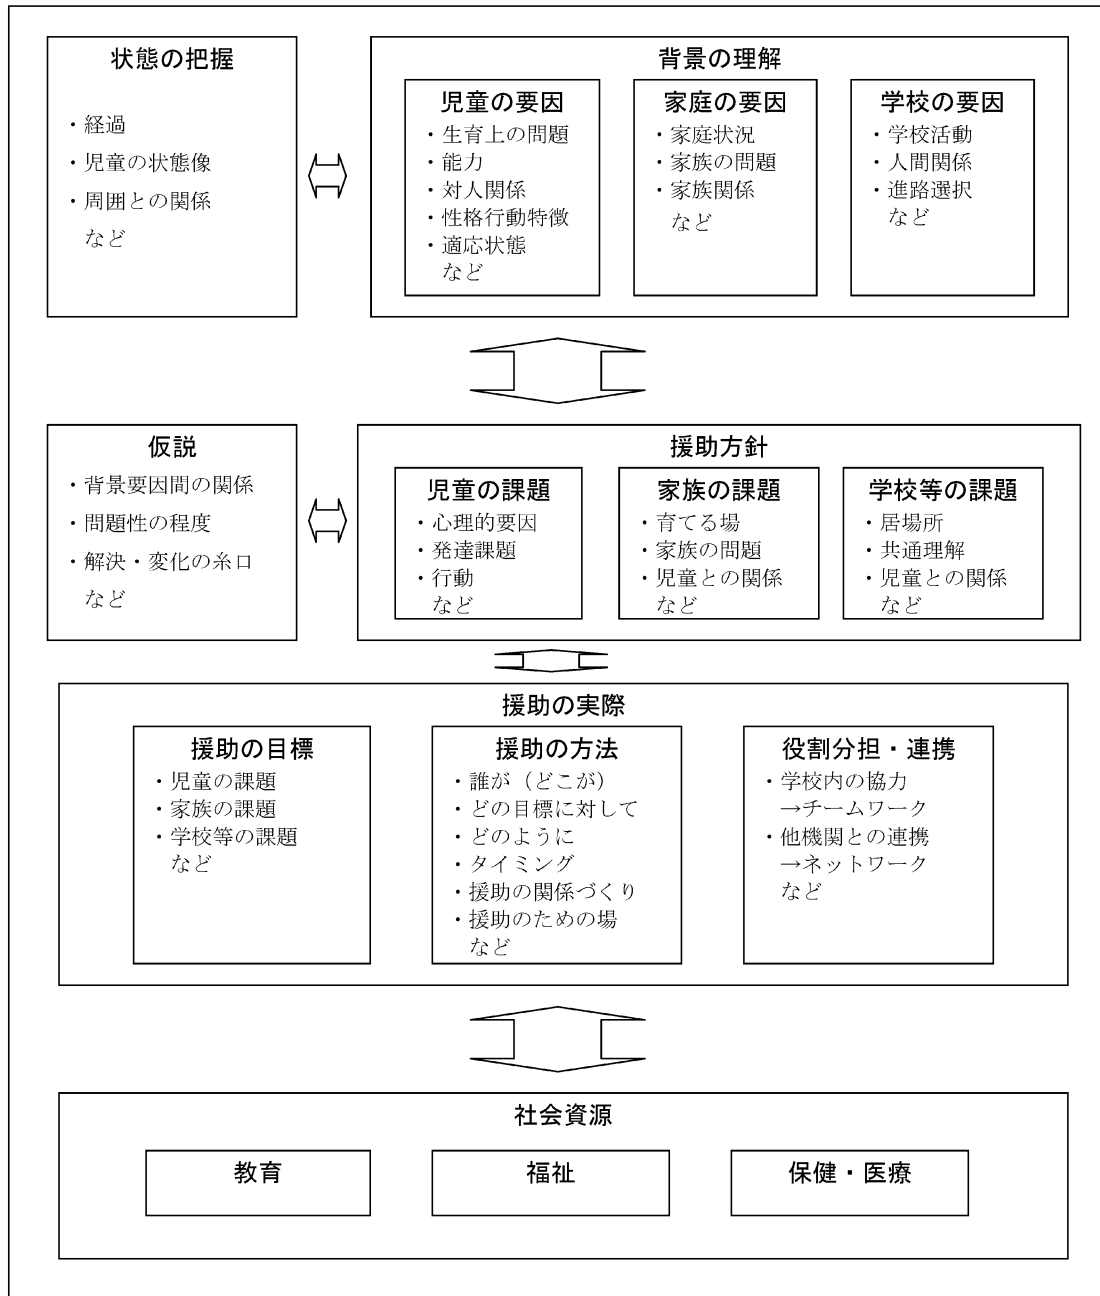 状態の把握
・経過
・児童の状態像
・周囲との関係
など
背景の理解
児童の要因
・生育上の問題
・能力
・対人関係
・性格行動特徴
・適応状態
など
家庭の要因
・家庭状況
・家族の問題
・家族関係
など
学校の要因
・学校活動
・人間関係
・進路選択
など
仮説
・背景要因間の関係
・問題性の程度
・解決・変化の糸口
など
援助方針
児童の課題
・心理的要因
・発達課題
・行動
など
家族の課題
・育てる場
・家族の問題
・児童との関係
など
学校等の課題
・居場所
・共通理解
・児童との関係
など
援助の実際
援助の目標
・児童の課題
・家族の課題
・学校等の課題
など
援助の方法
・誰が（どこが）
・どの目標に対して
・どのように
・タイミング
・援助の関係づくり
・援助のための場
など
役割分担・連携
・学校内の協力
→チームワーク
・他機関との連携
→ネットワーク
など
社会資源
教育
福祉
保健・医療